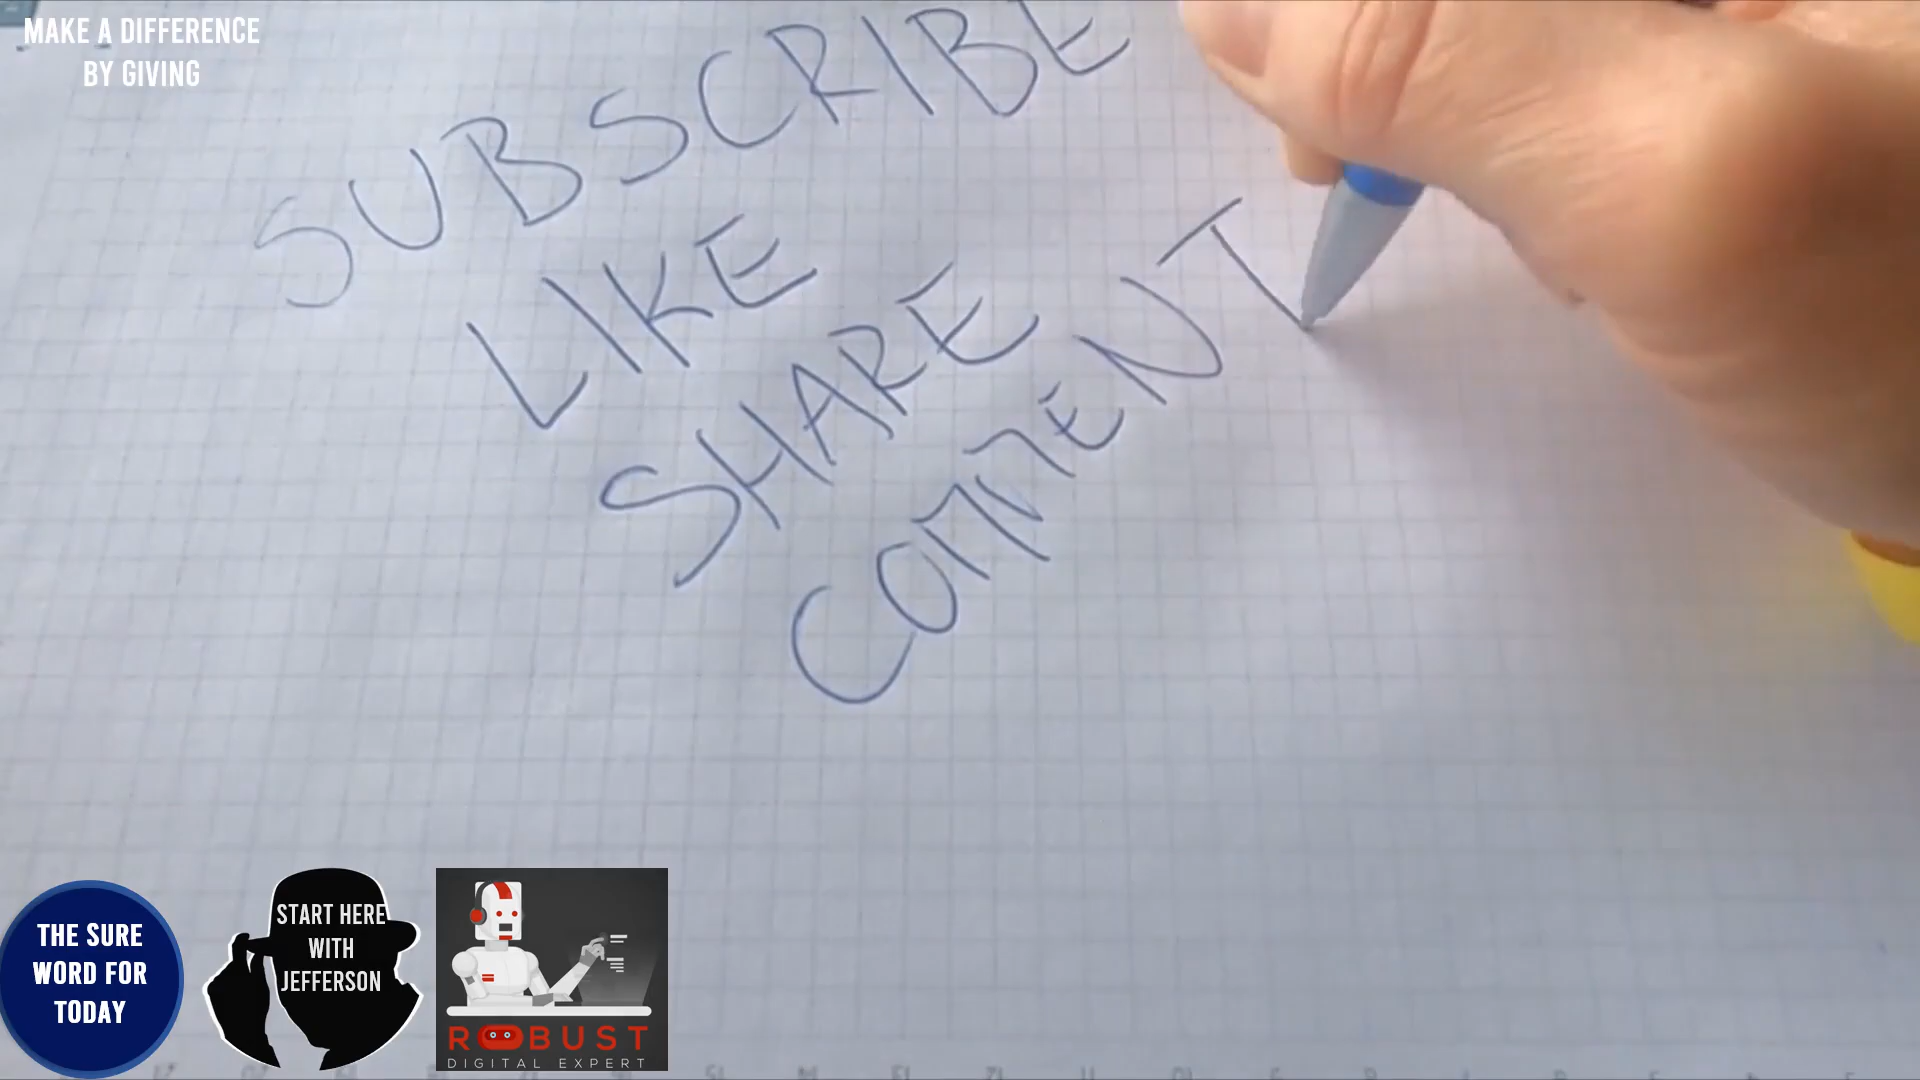 MAKE A DIFFERENCE
BY GIVING
SUBSCRIBE
LIKE
SHARE
COMMENT
THE SURE
WORD FOR
TODAY
START HERE
WITH
JEFFERSON
ROBUST
DIGITAL EXPERT